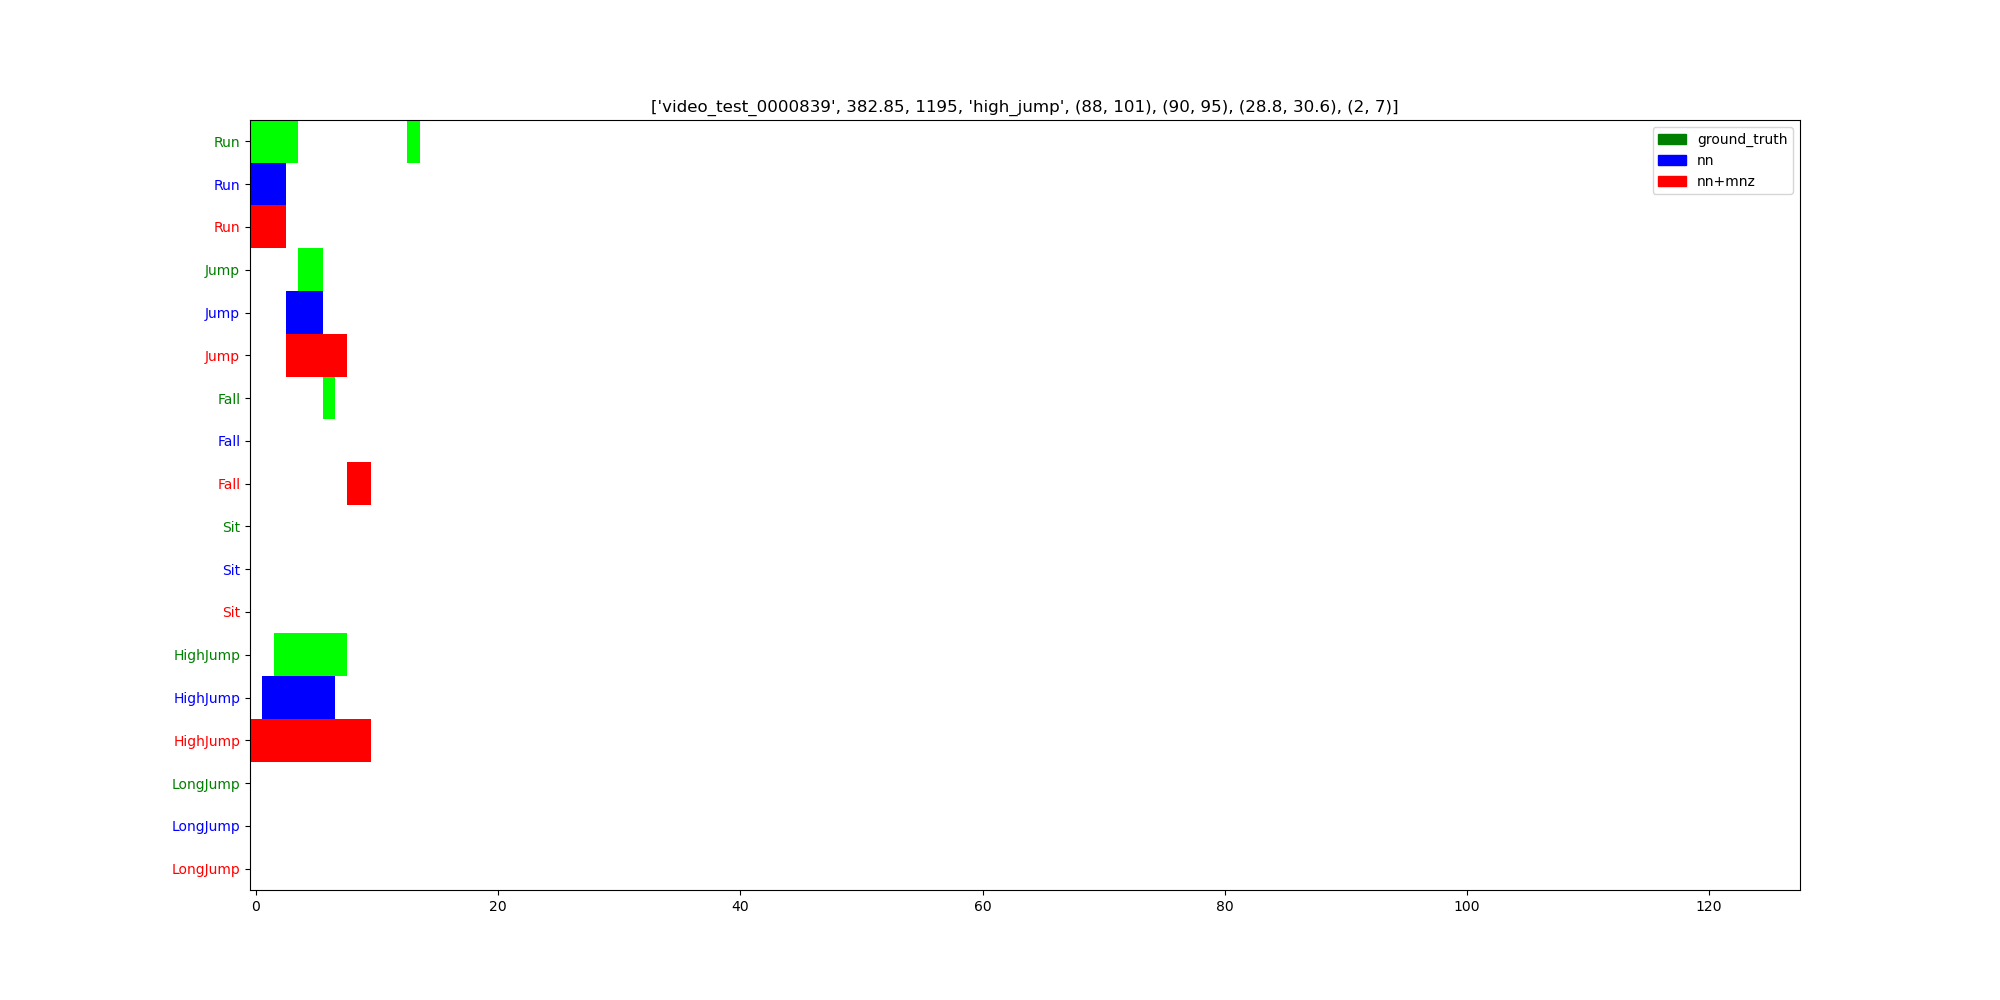 ['video_test_0000839', 382.85, 1195, 'high_jump', (88, 101), (90, 95), (28.8, 30.6), (2, 7)]
ground_truth
nn
nn+mnz
Run
Run
Run
Jump
Jump
Jump
Fall
Fall
Fall
Sit
Sit
Sit
HighJump
HighJump
HighJump
LongJump
LongJump
LongJump
0 20 40 60 80 100 120